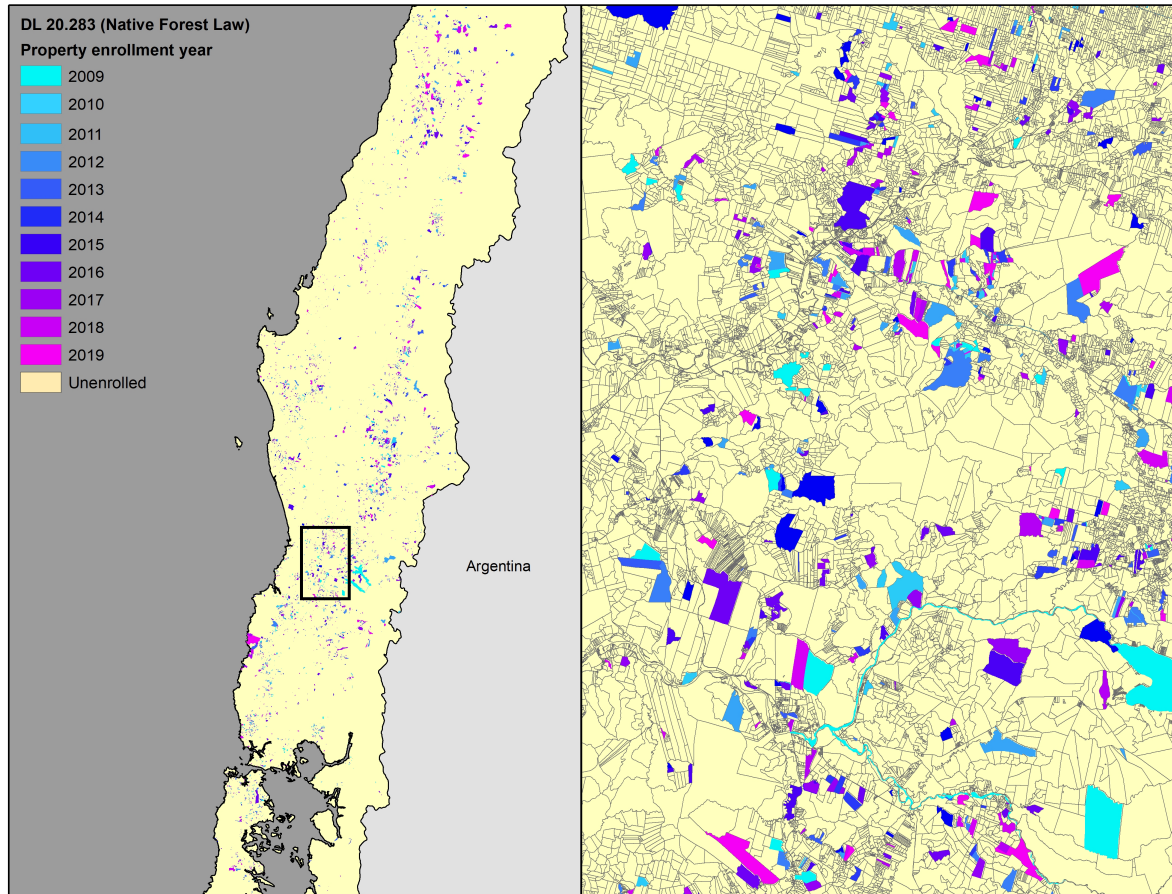 DL 20.283 (Native Forest Law)
Property enrollment year
2009
2010
2011
2012
2013
2014
2015
2016
2017
2018
2019
Unenrolled
Argentina